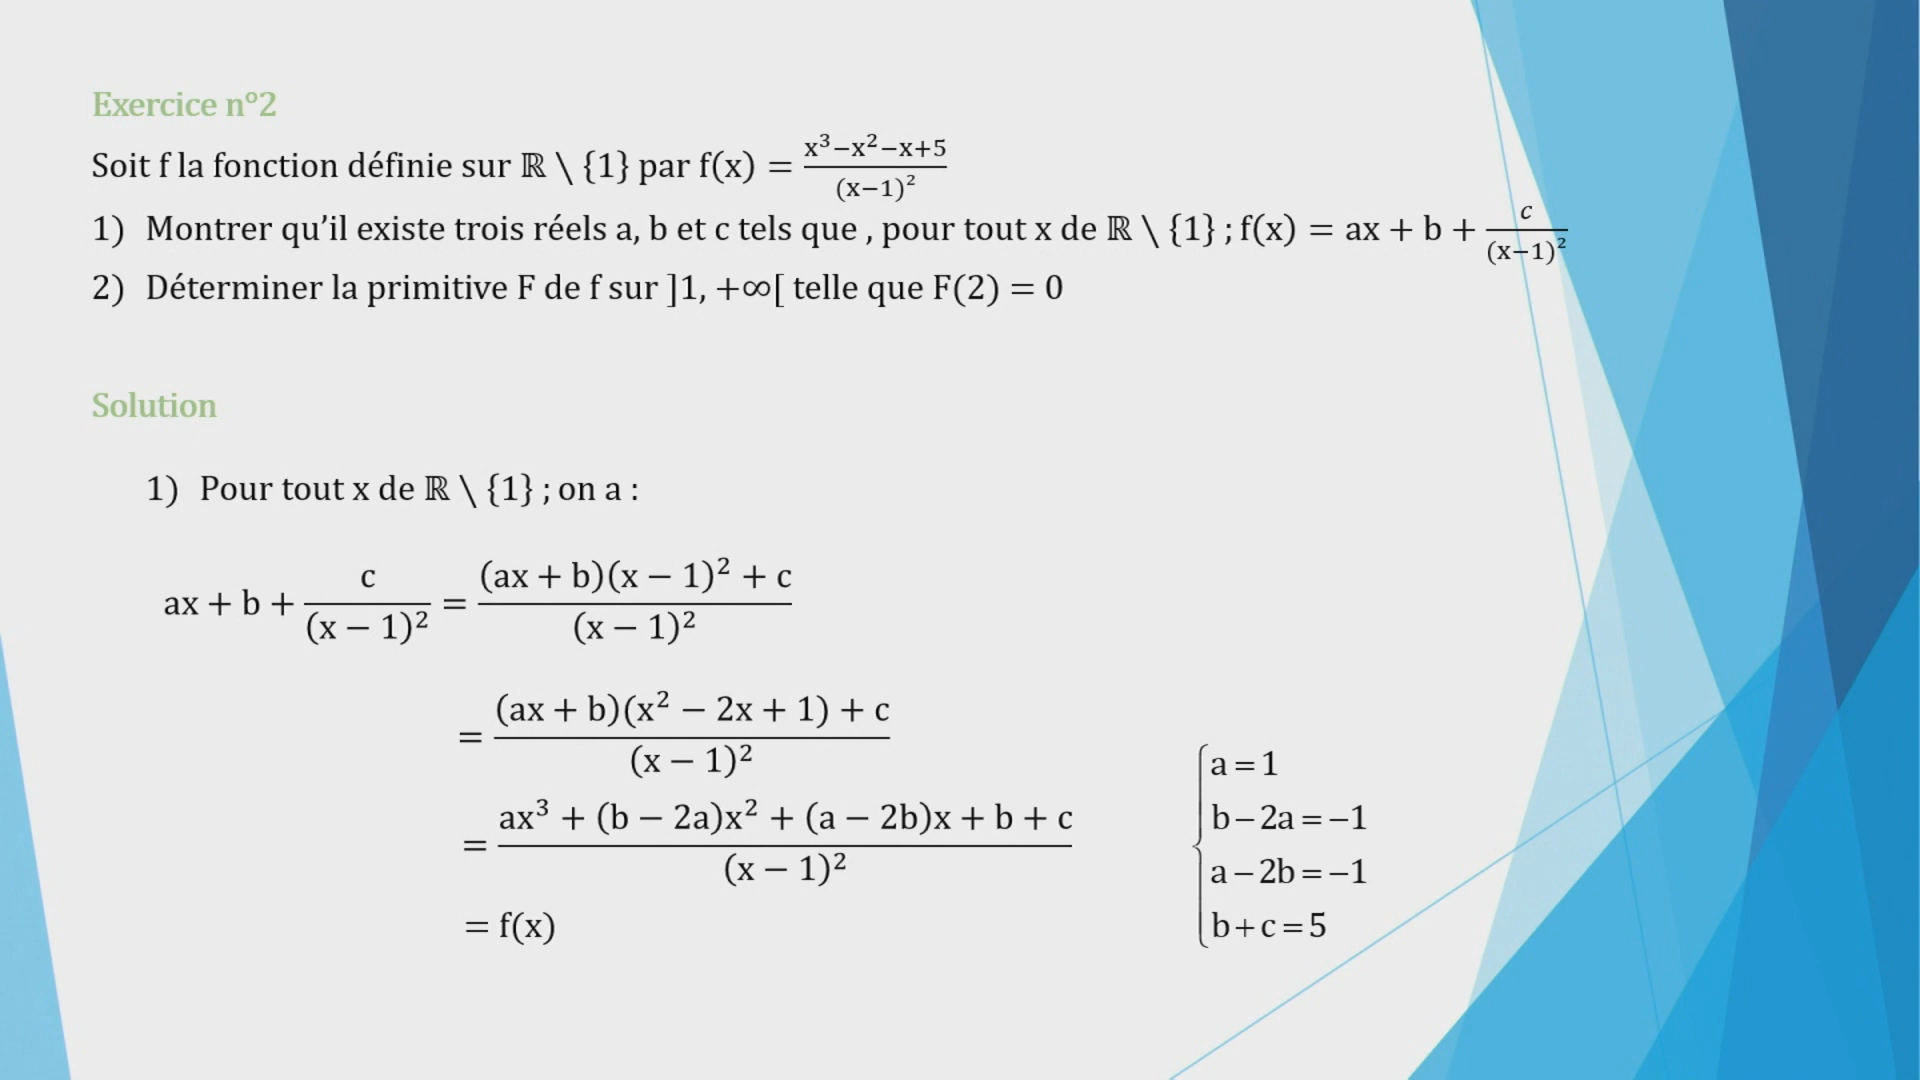 Exercice n°2
Soit f la fonction définie sur ℝ \ {1} par f(x) = (x³−x²−x+5)/(x−1)²
1) Montrer qu’il existe trois réels a, b et c tels que , pour tout x de ℝ \ {1} ; f(x) = ax + b + c/(x−1)²
2) Déterminer la primitive F de f sur ]1, +∞[ telle que F(2) = 0
Solution
1) Pour tout x de ℝ \ {1} ; on a :
ax + b + c/(x − 1)² = ((ax + b)(x − 1)² + c)/(x − 1)²
= ((ax + b)(x² − 2x + 1) + c)/(x − 1)²
= (ax³ + (b − 2a)x² + (a − 2b)x + b + c)/(x − 1)²
= f(x)
{ a = 1
b − 2a = −1
a − 2b = −1
b + c = 5